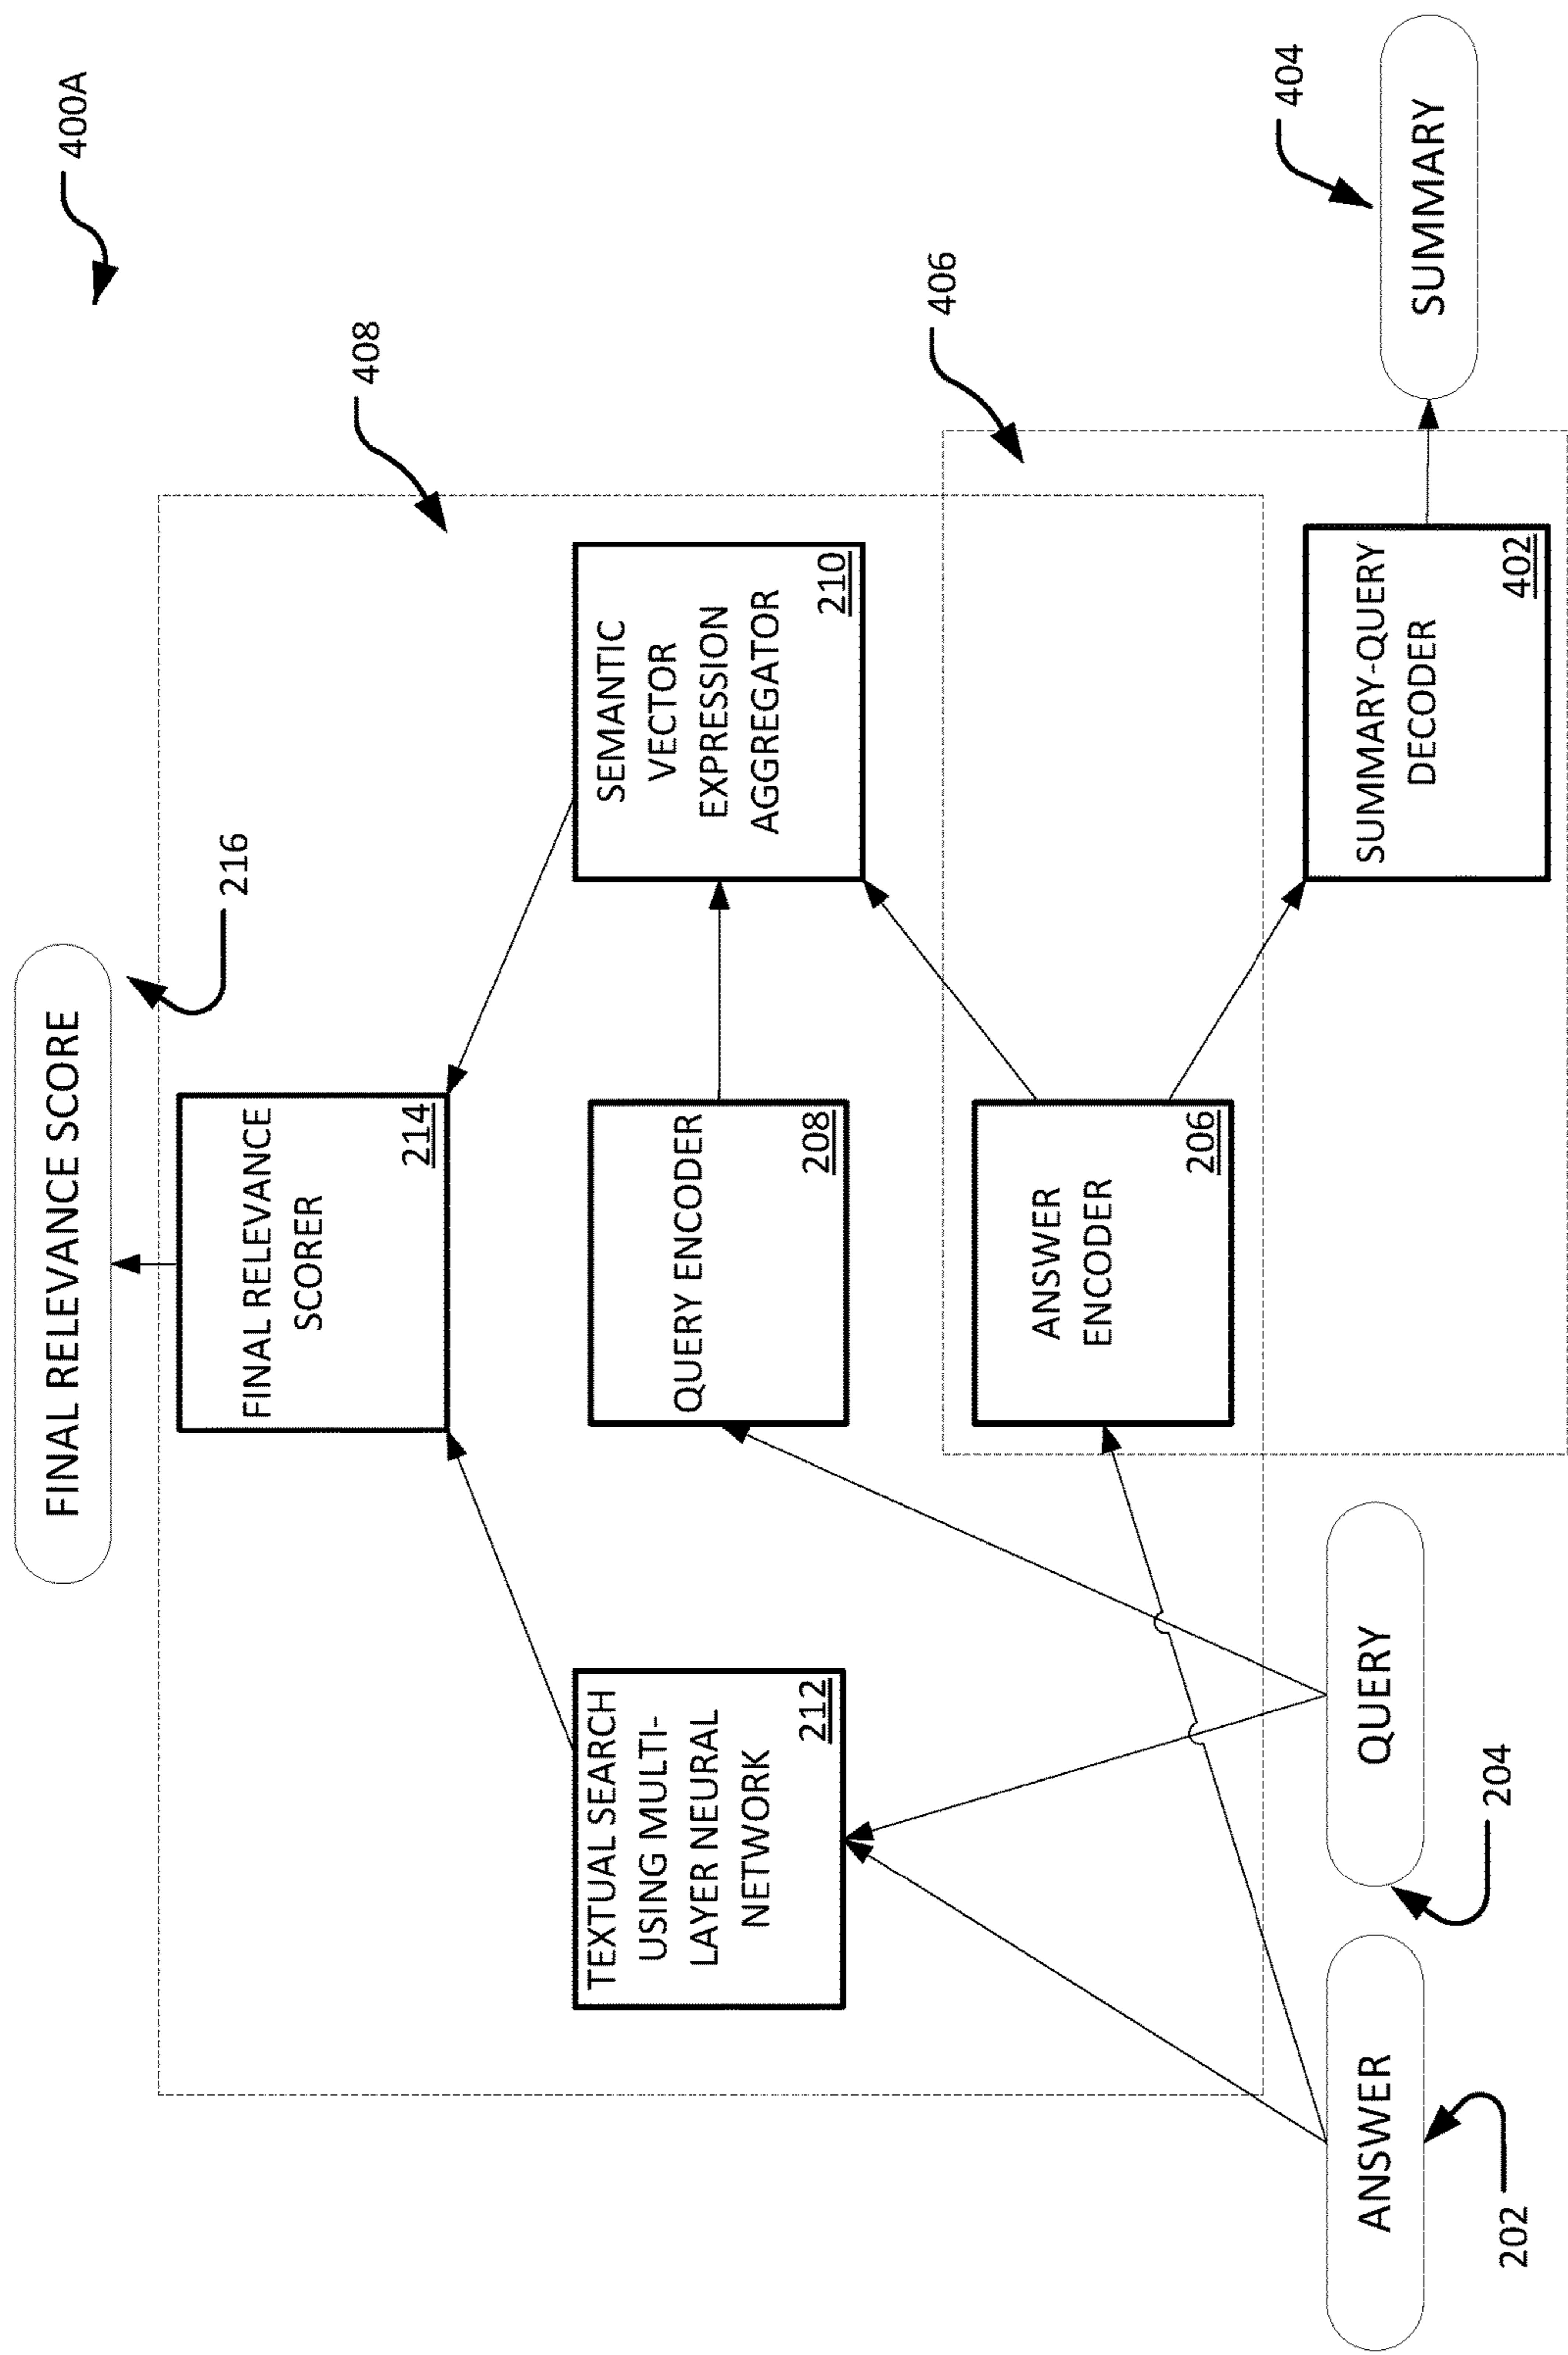 400A
FINAL RELEVANCE SCORE
216
408
FINAL RELEVANCE
SCORER
214
TEXTUAL SEARCH
USING MULTI-
LAYER NEURAL
NETWORK
212
QUERY ENCODER
208
SEMANTIC
VECTOR
EXPRESSION
AGGREGATOR
210
406
ANSWER
ENCODER
206
404
SUMMARY-QUERY
DECODER
402
SUMMARY
ANSWER
202
QUERY
204